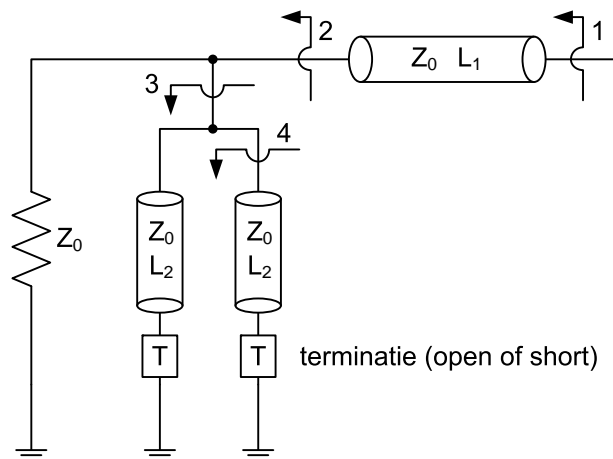 2
1
Z₀ L₁
3
4
Z₀
Z₀
Z₀
L₂
L₂
T
T
terminatie (open of short)